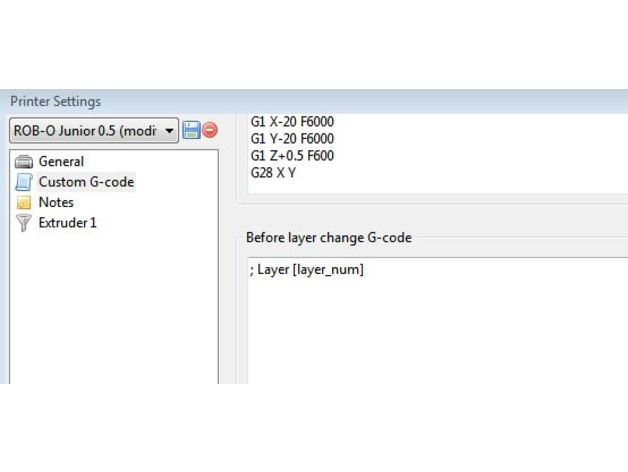 Printer Settings
ROB-O Junior 0.5 (modif
General
Custom G-code
Notes
Extruder 1
G1 X-20 F6000
G1 Y-20 F6000
G1 Z+0.5 F600
G28 X Y
Before layer change G-code
; Layer [layer_num]